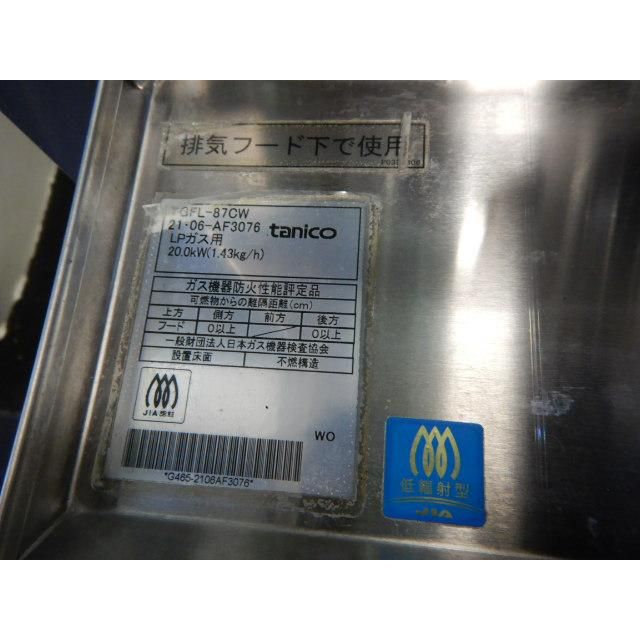 排気フード下で使用
GFL-87CW
21・06-AF3076
tanico
LPガス用
20.0kW(1.43kg/h)
ガス機器防火性能評定品
可燃物からの離隔距離(cm)
上方 側方 前方 後方
フード 0以上 0以上
一般財団法人日本ガス機器検査協会
設置床面 不燃構造
JIA
WO
*G465-2106AF3076*
低輻射型
JIA